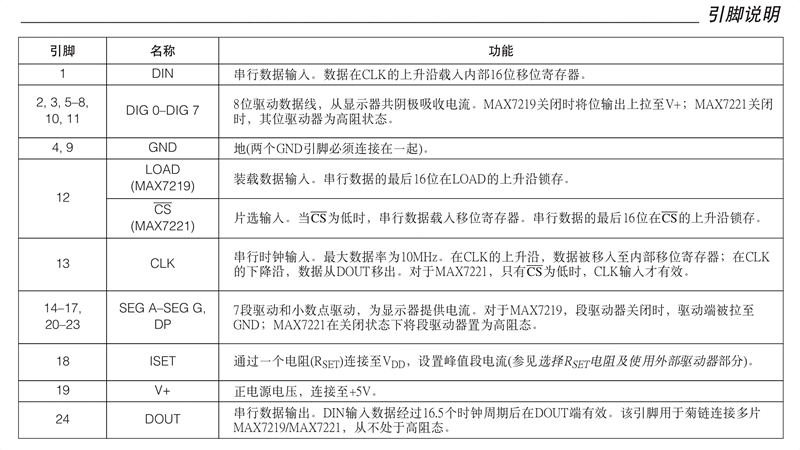 引脚说明
引脚 名称 功能
1 DIN 串行数据输入。数据在CLK的上升沿载入内部16位移位寄存器。
2, 3, 5–8,
10, 11
DIG 0–DIG 7
8位驱动数据线，从显示器共阴极吸收电流。MAX7219关闭时将位输出上拉至V+；MAX7221关闭
时，其位驱动器为高阻状态。
4, 9 GND 地(两个GND引脚必须连接在一起)。
12
LOAD
(MAX7219)
装载数据输入。串行数据的最后16位在LOAD的上升沿锁存。
CS
(MAX7221)
片选输入。当CS为低时，串行数据载入移位寄存器。串行数据的最后16位在CS的上升沿锁存。
13 CLK
串行时钟输入。最大数据率为10MHz。在CLK的上升沿，数据被移入至内部移位寄存器；在CLK
的下降沿，数据从DOUT移出。对于MAX7221，只有CS为低时，CLK输入才有效。
14–17,
20–23
SEG A–SEG G,
DP
7段驱动和小数点驱动，为显示器提供电流。对于MAX7219，段驱动器关闭时，驱动端被拉至
GND；MAX7221在关闭状态下将段驱动器置为高阻态。
18 ISET 通过一个电阻(RSET)连接至VDD，设置峰值段电流(参见选择RSET电阻及使用外部驱动器部分)。
19 V+ 正电源电压，连接至+5V。
24 DOUT
串行数据输出。DIN输入数据经过16.5个时钟周期后在DOUT端有效。该引脚用于菊链连接多片
MAX7219/MAX7221，从不处于高阻态。